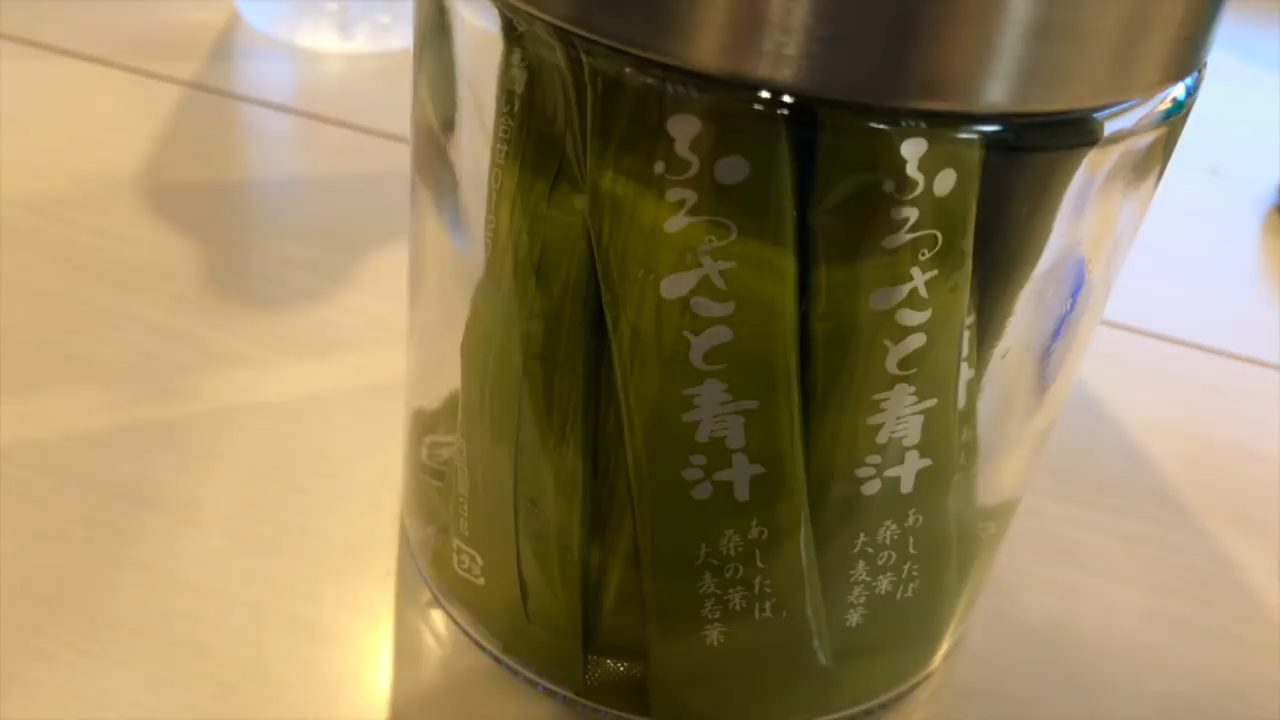 ふるさと青汁
あしたば
桑の葉
大麦若葉
ふるさと青汁
あしたば
桑の葉
大麦若葉